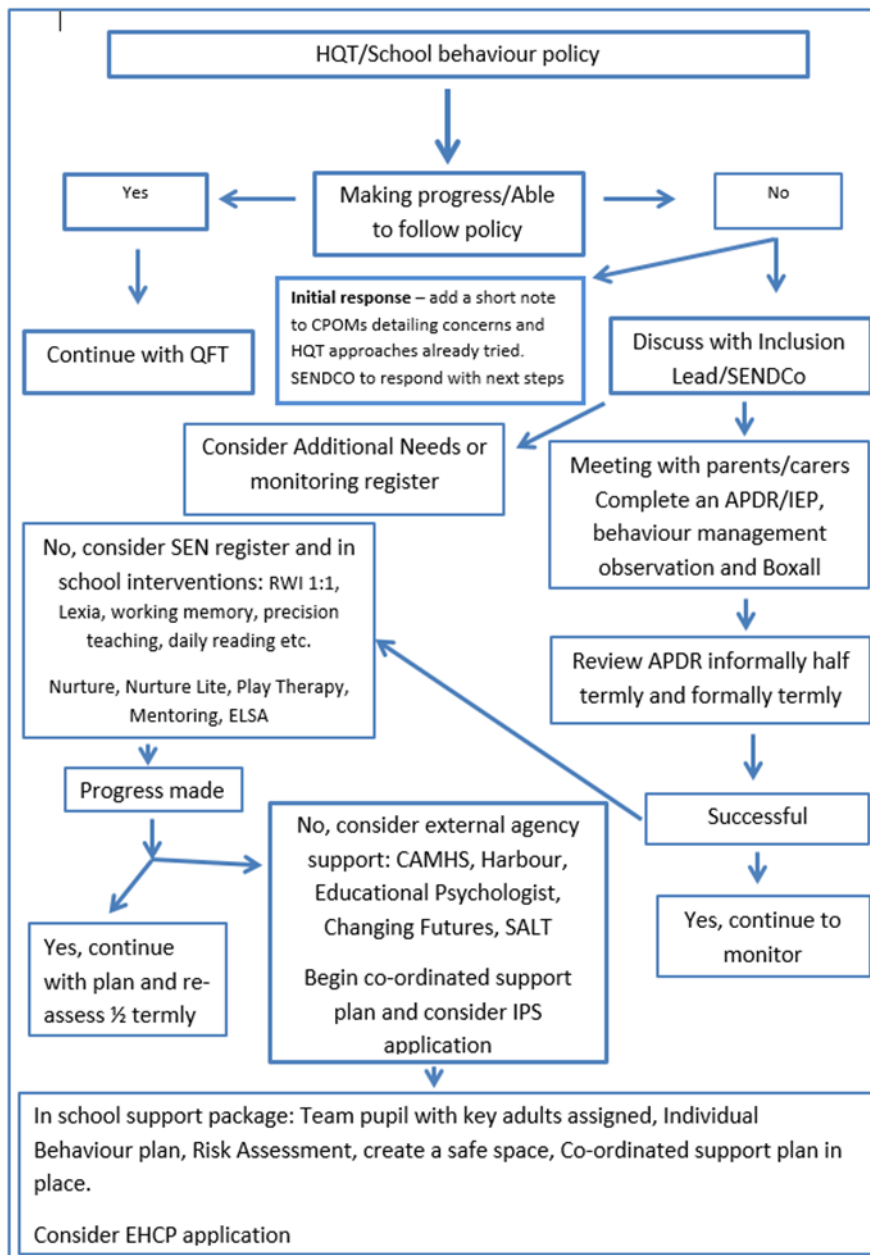 HQT/School behaviour policy
Yes
Making progress/Able
to follow policy
No
Initial response – add a short note
to CPOMs detailing concerns and
HQT approaches already tried.
SENDCO to respond with next steps
Continue with QFT
Discuss with Inclusion
Lead/SENDCo
Consider Additional Needs or
monitoring register
Meeting with parents/carers
Complete an APDR/IEP,
behaviour management
observation and Boxall
No, consider SEN register and in
school interventions: RWI 1:1,
Lexia, working memory, precision
teaching, daily reading etc.
Nurture, Nurture Lite, Play Therapy,
Mentoring, ELSA
Review APDR informally half
termly and formally termly
Progress made
Successful
No, consider external agency
support: CAMHS, Harbour,
Educational Psychologist,
Changing Futures, SALT
Begin co-ordinated support
plan and consider IPS
application
Yes, continue to
monitor
Yes, continue
with plan and re-
assess ½ termly
In school support package: Team pupil with key adults assigned, Individual
Behaviour plan, Risk Assessment, create a safe space, Co-ordinated support plan in
place.
Consider EHCP application